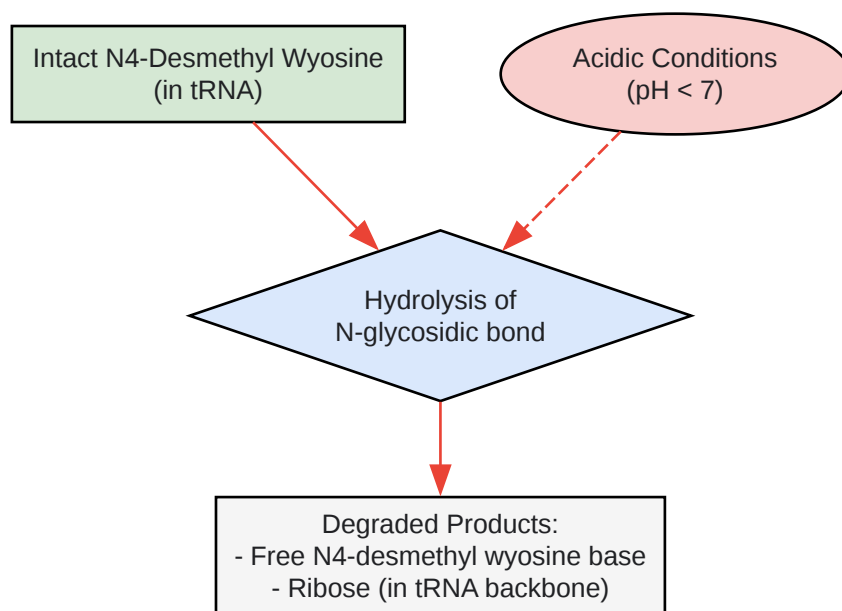 Intact N4-Desmethyl Wyosine
(in tRNA)
Acidic Conditions
(pH < 7)
Hydrolysis of
N-glycosidic bond
Degraded Products:
- Free N4-desmethyl wyosine base
- Ribose (in tRNA backbone)